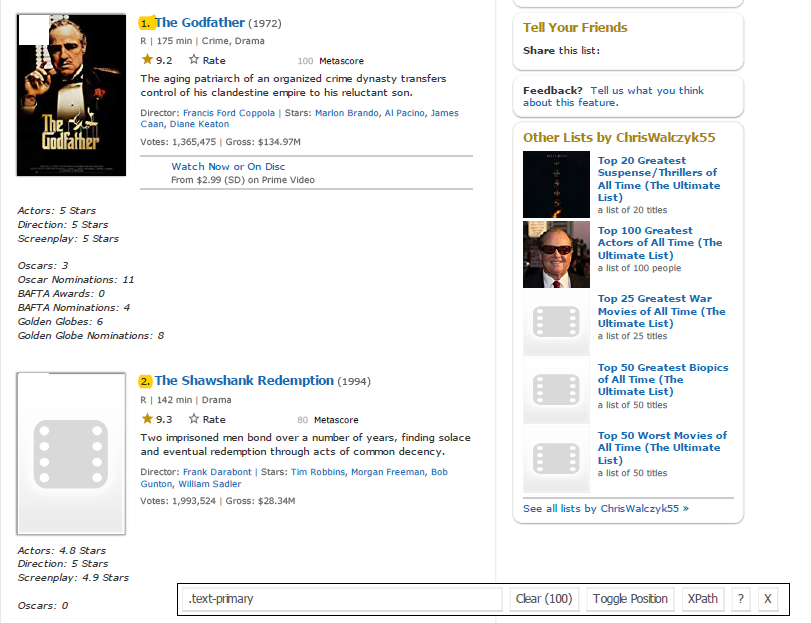 1. The Godfather (1972)
R | 175 min | Crime, Drama
9.2 Rate 100 Metascore
The aging patriarch of an organized crime dynasty transfers
control of his clandestine empire to his reluctant son.
Director: Francis Ford Coppola | Stars: Marlon Brando, Al Pacino, James
Caan, Diane Keaton
Votes: 1,365,475 | Gross: $134.97M
Watch Now or On Disc
From $2.99 (SD) on Prime Video
The
Godfather
Actors: 5 Stars
Direction: 5 Stars
Screenplay: 5 Stars
Oscars: 3
Oscar Nominations: 11
BAFTA Awards: 0
BAFTA Nominations: 4
Golden Globes: 6
Golden Globe Nominations: 8
2. The Shawshank Redemption (1994)
R | 142 min | Drama
9.3 Rate 80 Metascore
Two imprisoned men bond over a number of years, finding solace
and eventual redemption through acts of common decency.
Director: Frank Darabont | Stars: Tim Robbins, Morgan Freeman, Bob
Gunton, William Sadler
Votes: 1,993,524 | Gross: $28.34M
Actors: 4.8 Stars
Direction: 5 Stars
Screenplay: 4.9 Stars
Oscars: 0
Tell Your Friends
Share this list:
Feedback? Tell us what you think
about this feature.
Other Lists by ChrisWalczyk55
Top 20 Greatest
Suspense/Thrillers of
All Time (The Ultimate
List)
a list of 20 titles
Top 100 Greatest
Actors of All Time (The
Ultimate List)
a list of 100 people
Top 25 Greatest War
Movies of All Time (The
Ultimate List)
a list of 25 titles
Top 50 Greatest Biopics
of All Time (The
Ultimate List)
a list of 50 titles
Top 50 Worst Movies of
All Time (The Ultimate
List)
a list of 50 titles
See all lists by ChrisWalczyk55 »
.text-primary Clear (100) Toggle Position XPath ? X